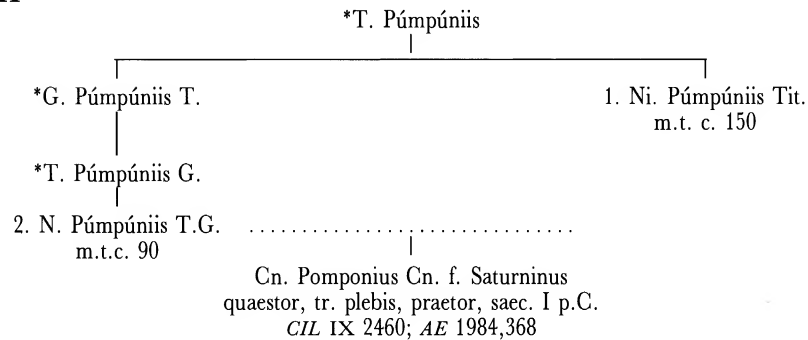 *T. Púmpúniis
*G. Púmpúniis T.
1. Ni. Púmpúniis Tit.
m.t. c. 150
*T. Púmpúniis G.
2. N. Púmpúniis T.G. ................................
m.t.c. 90
Cn. Pomponius Cn. f. Saturninus
quaestor, tr. plebis, praetor, saec. I p.C.
CIL IX 2460; AE 1984,368